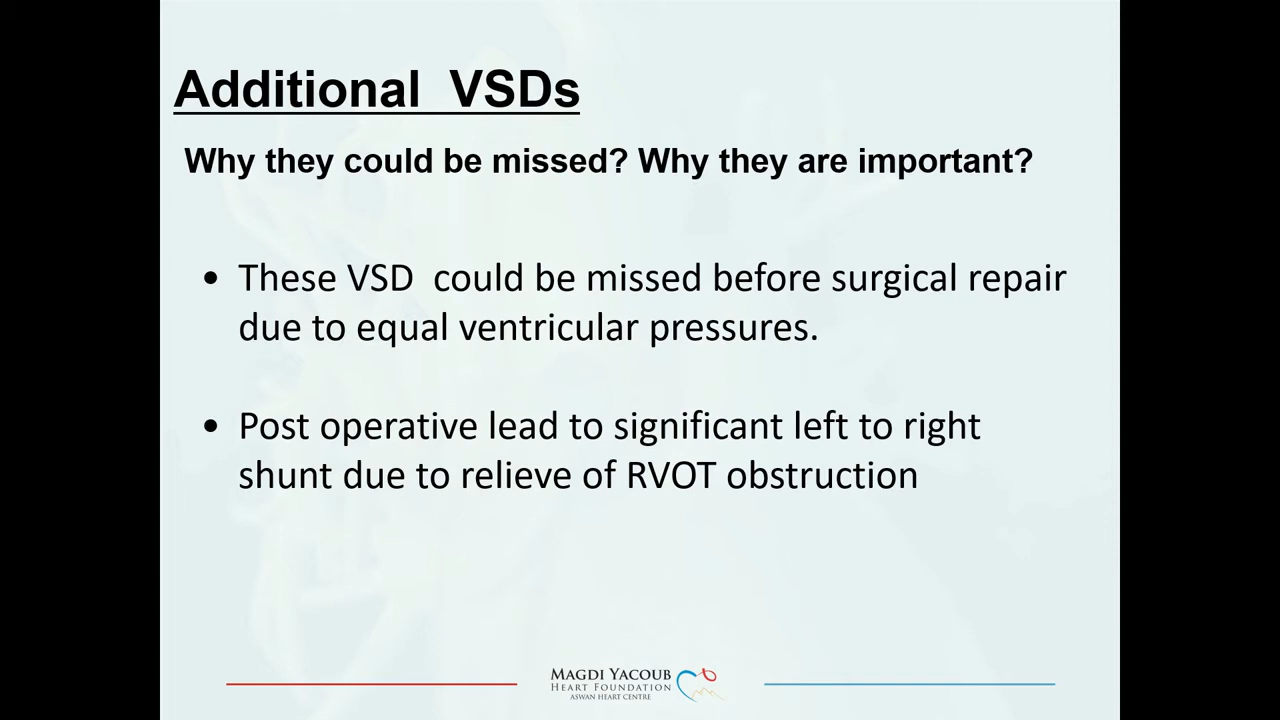 Additional VSDs
Why they could be missed? Why they are important?
• These VSD could be missed before surgical repair
due to equal ventricular pressures.
• Post operative lead to significant left to right
shunt due to relieve of RVOT obstruction
MAGDI YACOUB
HEART FOUNDATION
ASWAN HEART CENTRE